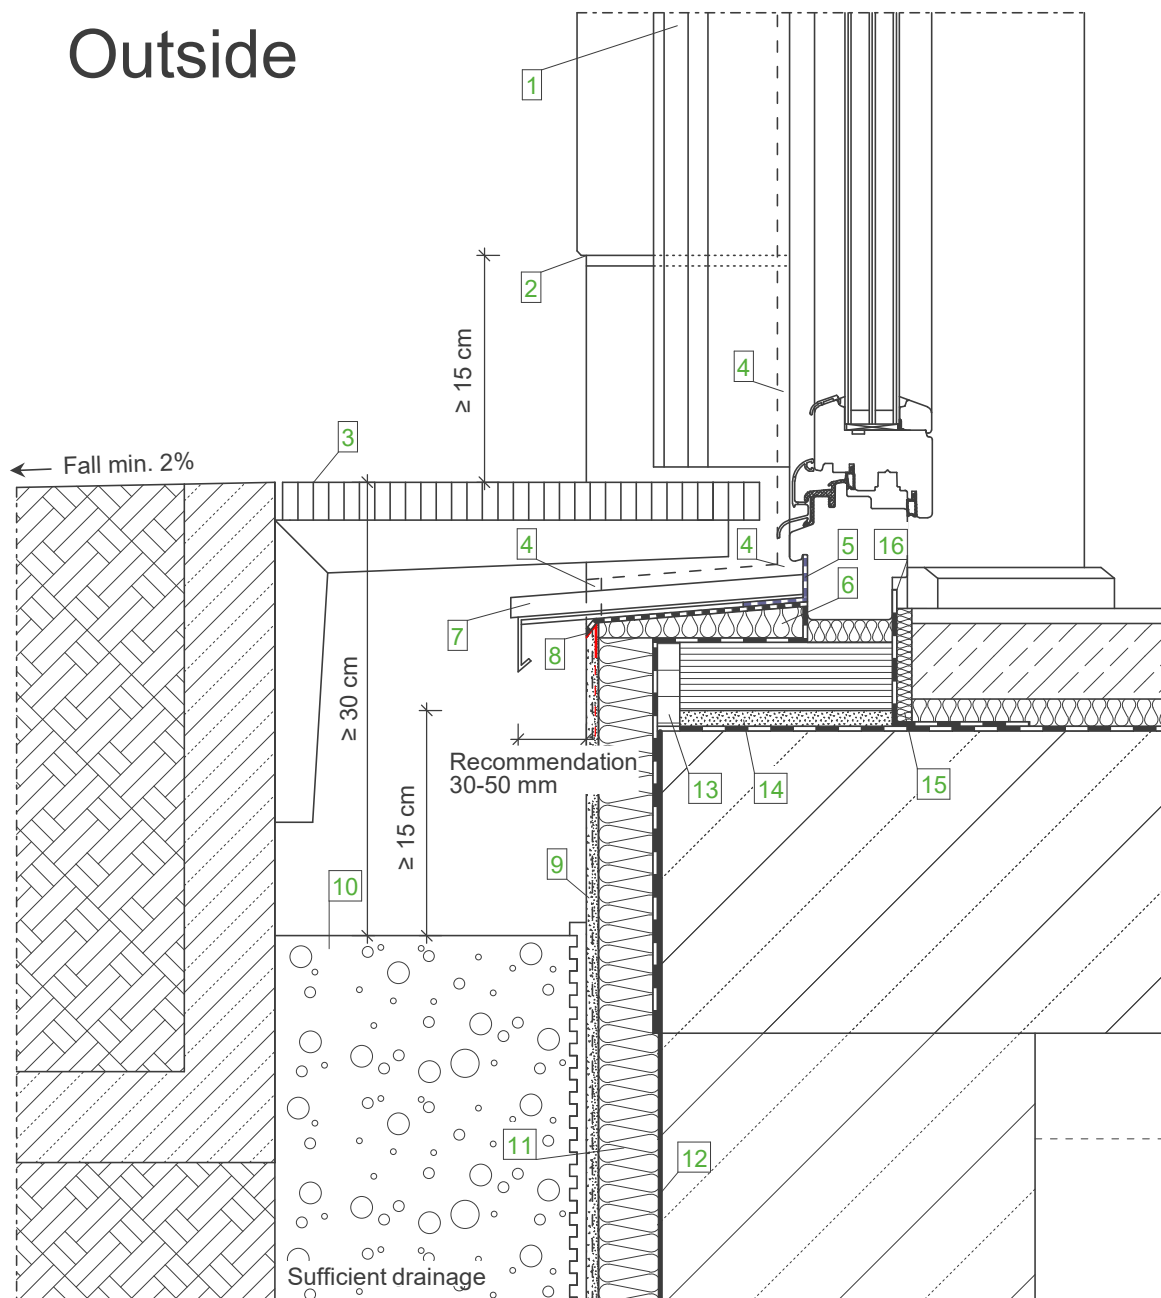 Outside
1
2
≥ 15 cm
4
3
Fall min. 2%
4
4
5
16
6
7
8
≥ 30 cm
Recommendation
30-50 mm
13
14
15
≥ 15 cm
9
10
11
12
Sufficient drainage